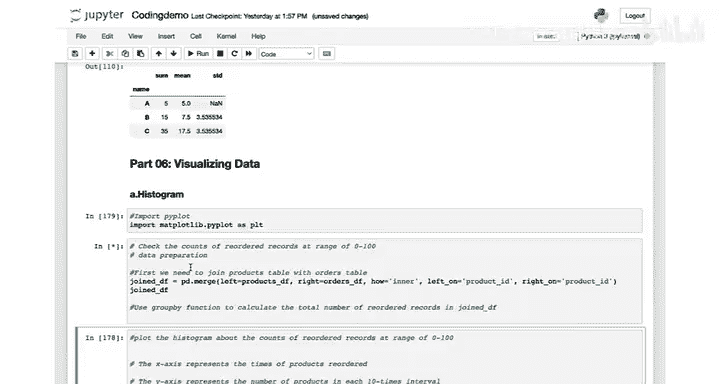 jupyter Codingdemo Last Checkpoint: Yesterday at 1:57 PM (unsaved changes)
Logout
File Edit View Insert Cell Kernel Help
Python 3
Run Code
Out[110]:
sum mean std
name
A 5 5.0 NaN
B 15 7.5 3.535534
C 35 17.5 3.535534
Part 06: Visualizing Data
a.Histogram
In [179]: #Import pyplot
import matplotlib.pyplot as plt
In [*]: # Check the counts of reordered records at range of 0-100
# data preparation
#First we need to join products table with orders table
joined_df = pd.merge(left=products_df, right=orders_df, how='inner', left_on='product_id', right_on='product_id')
joined_df
#Use groupby function to calculate the total number of reordered records in joined_df
In [178]: #plot the histogram about the counts of reordered records at range of 0-100
# The x-axis represents the times of products reordered
# The y-axis represents the number of products in each 10-times interval